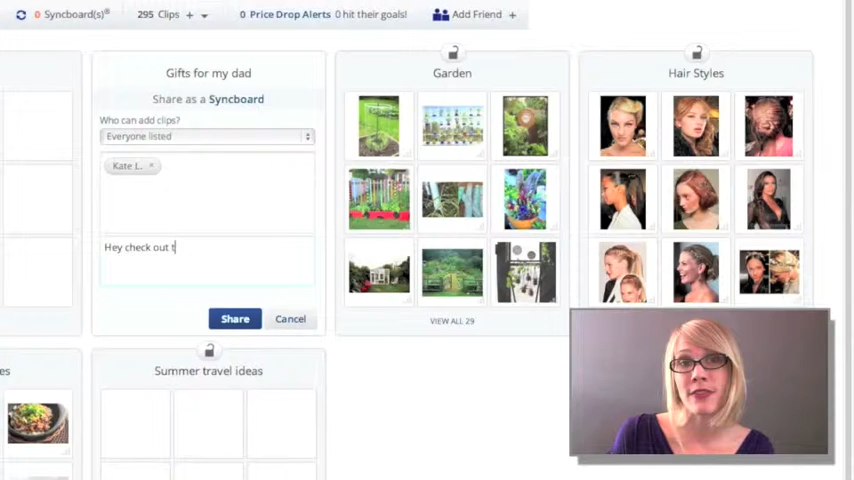 0 Syncboard(s)®
295 Clips +
0 Price Drop Alerts 0 hit their goals!
Add Friend +
Gifts for my dad
Share as a Syncboard
Who can add clips?
Everyone listed
Kate L. ×
Hey check out t
Share
Cancel
Garden
VIEW ALL 29
Hair Styles
es
Summer travel ideas